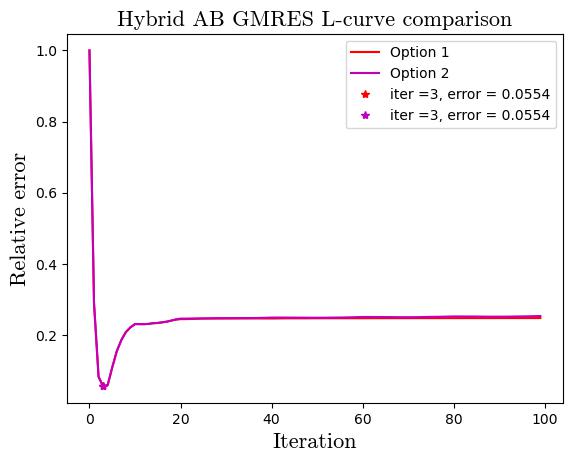 Hybrid AB GMRES L-curve comparison
Option 1
Option 2
iter =3, error = 0.0554
iter =3, error = 0.0554
Relative error
1.0
0.8
0.6
0.4
0.2
0 20 40 60 80 100
Iteration